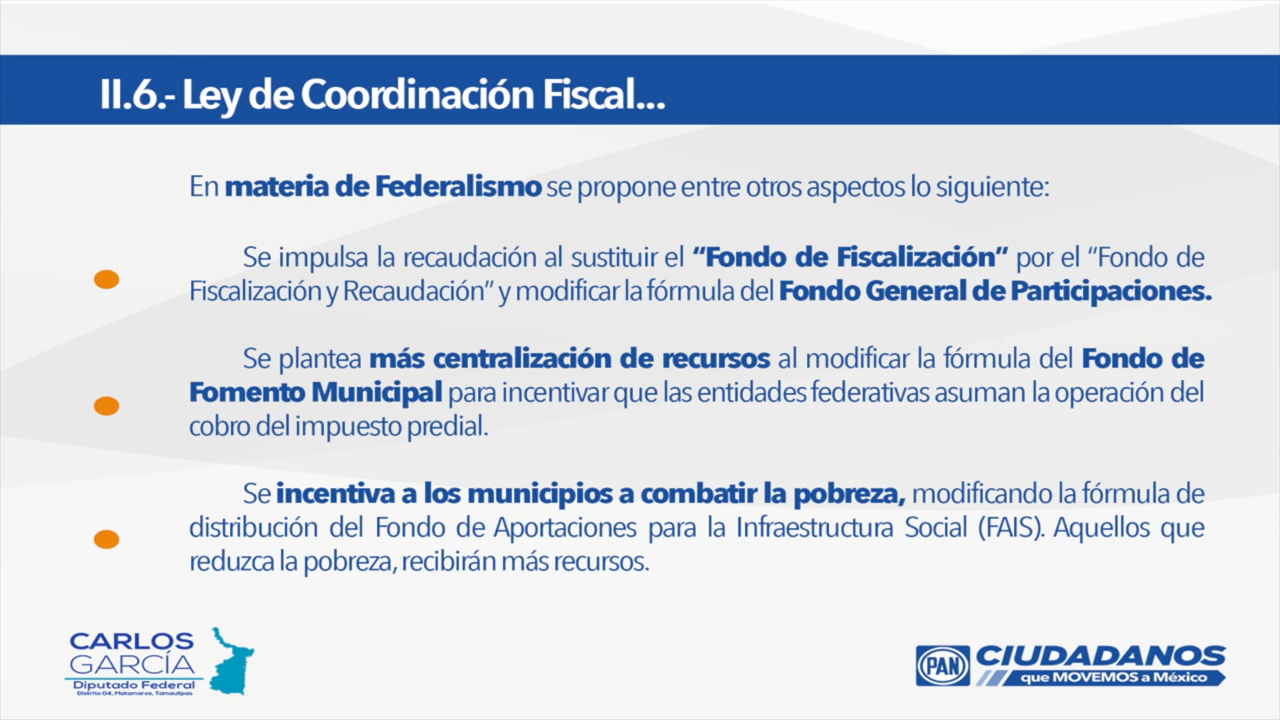 II.6.- Ley de Coordinación Fiscal...
En materia de Federalismo se propone entre otros aspectos lo siguiente:
Se impulsa la recaudación al sustituir el “Fondo de Fiscalización” por el “Fondo de
Fiscalización y Recaudación” y modificar la fórmula del Fondo General de Participaciones.
Se plantea más centralización de recursos al modificar la fórmula del Fondo de
Fomento Municipal para incentivar que las entidades federativas asuman la operación del
cobro del impuesto predial.
Se incentiva a los municipios a combatir la pobreza, modificando la fórmula de
distribución del Fondo de Aportaciones para la Infraestructura Social (FAIS). Aquellos que
reduzca la pobreza, recibirán más recursos.
CARLOS
GARCÍA
Diputado Federal
Distrito 04, Matamoros, Tamaulipas
PAN
CIUDADANOS
que MOVEMOS a México